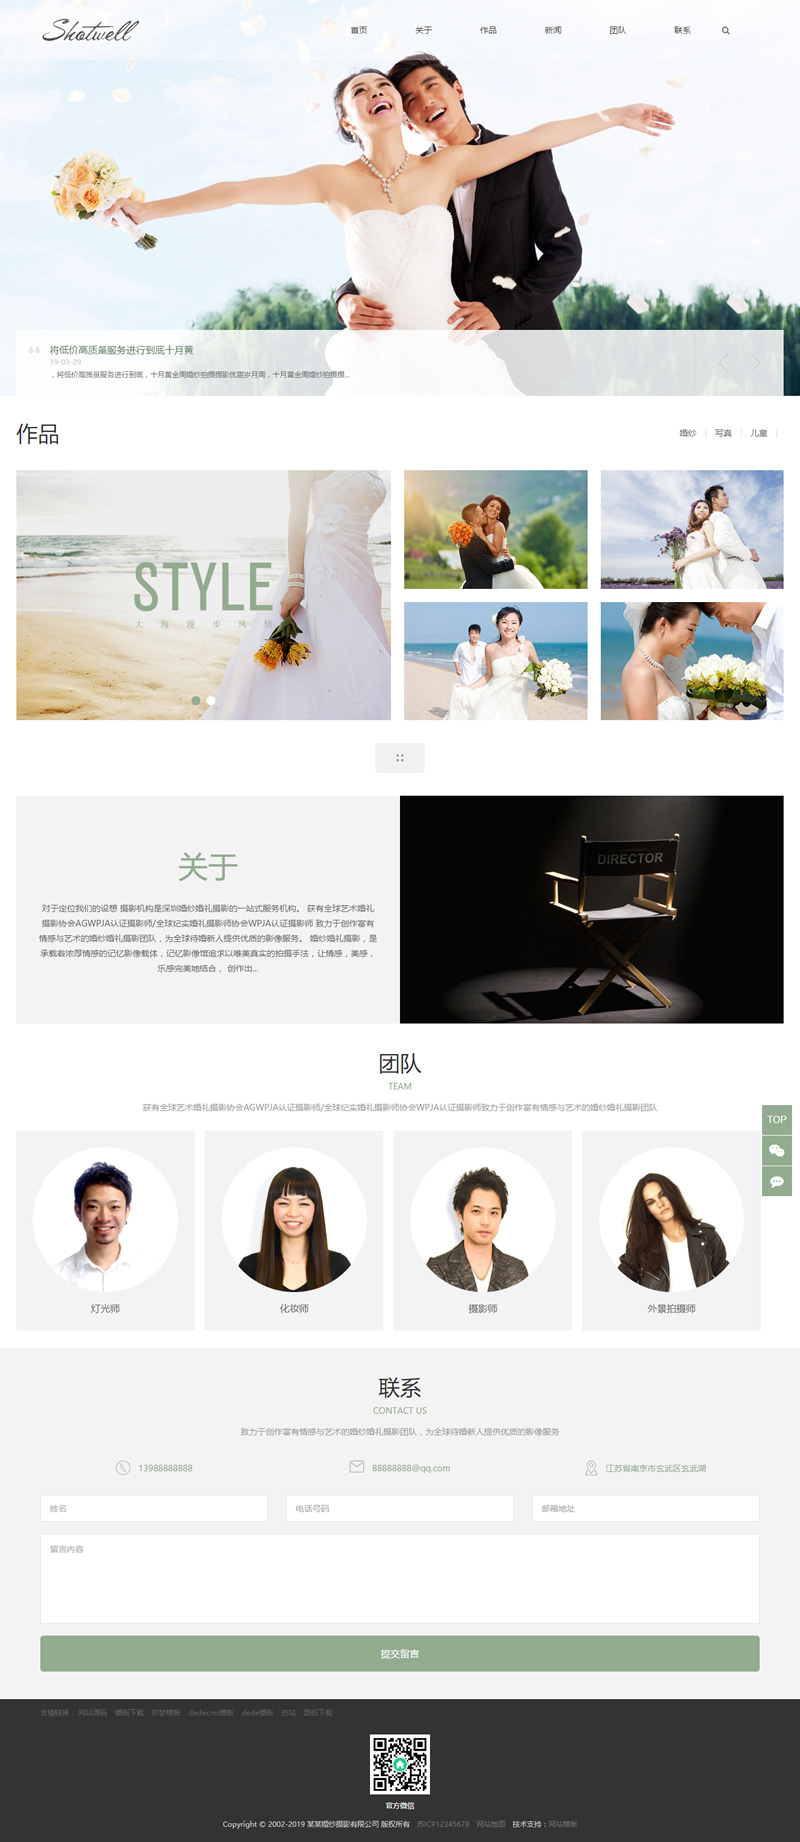 Shotwell
首页 关于 作品 新闻 团队 联系
将低价高质量服务进行到底十月黄
19-03-29
，将低价高质量服务进行到底，十月黄金周婚纱拍摄摄影优惠岁月周，十月黄金周婚纱拍摄摄...
作品
婚纱 | 写真 | 儿童 |
STYLE
大海漫步风情
关于
对于定位我们的设想 摄影机构是深圳婚纱婚礼摄影的一站式服务机构。 获有全球艺术婚礼
摄影协会AGWPJA认证摄影师/全球纪实婚礼摄影师协会WPJA认证摄影师 致力于创作富有
情感与艺术的婚纱婚礼摄影团队，为全球待婚新人提供优质的影像服务。 婚纱婚礼摄影，是
承载着浓厚情感的记忆影像载体，记忆影像馆追求以唯美真实的拍摄手法，让情感，美感，
乐感完美地结合， 创作出...
DIRECTOR
团队
TEAM
获有全球艺术婚礼摄影协会AGWPJA认证摄影师/全球纪实婚礼摄影师协会WPJA认证摄影师致力于创作富有情感与艺术的婚纱婚礼摄影团队
TOP
灯光师 化妆师 摄影师 外景拍摄师
联系
CONTACT US
致力于创作富有情感与艺术的婚纱婚礼摄影团队，为全球待婚新人提供优质的影像服务
13988888888 88888888@qq.com 江苏省南京市玄武区玄武湖
姓名 电话号码 邮箱地址
留言内容
提交留言
友情链接： 网站源码 模板下载 织梦模板 dedecms模板 dede模板 仿站 图标下载
官方微信
Copyright © 2002-2019 某某婚纱摄影有限公司 版权所有 苏ICP12345678 网站地图 技术支持：网站模板